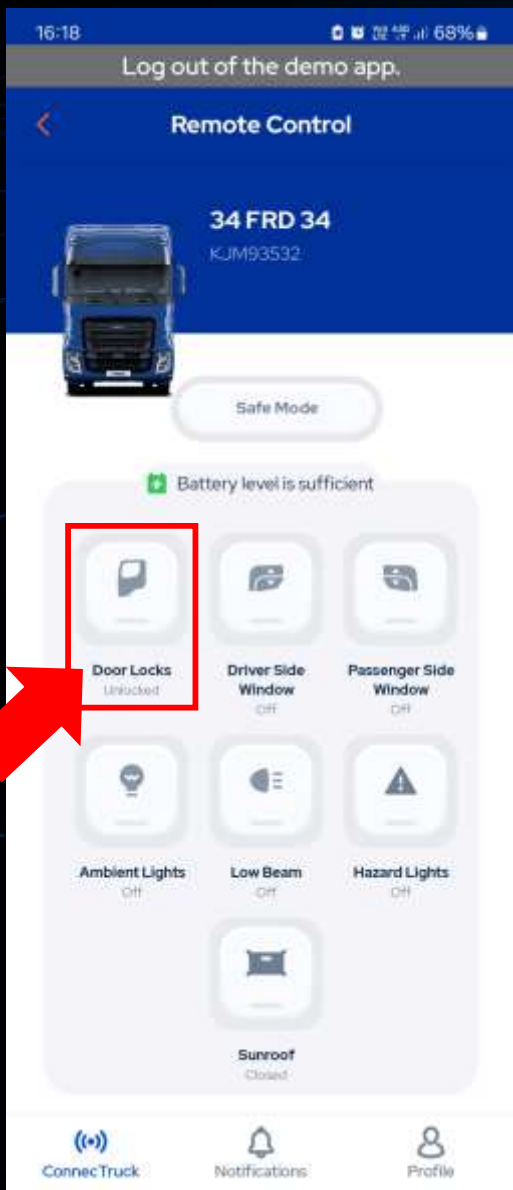 16:18
68%
Log out of the demo app.
Remote Control
34 FRD 34
KJM93532
Safe Mode
Battery level is sufficient
Door Locks
Unlocked
Driver Side
Window
Off
Passenger Side
Window
Off
Ambient Lights
Off
Low Beam
Off
Hazard Lights
Off
Sunroof
Closed
ConnecTruck
Notifications
Profile